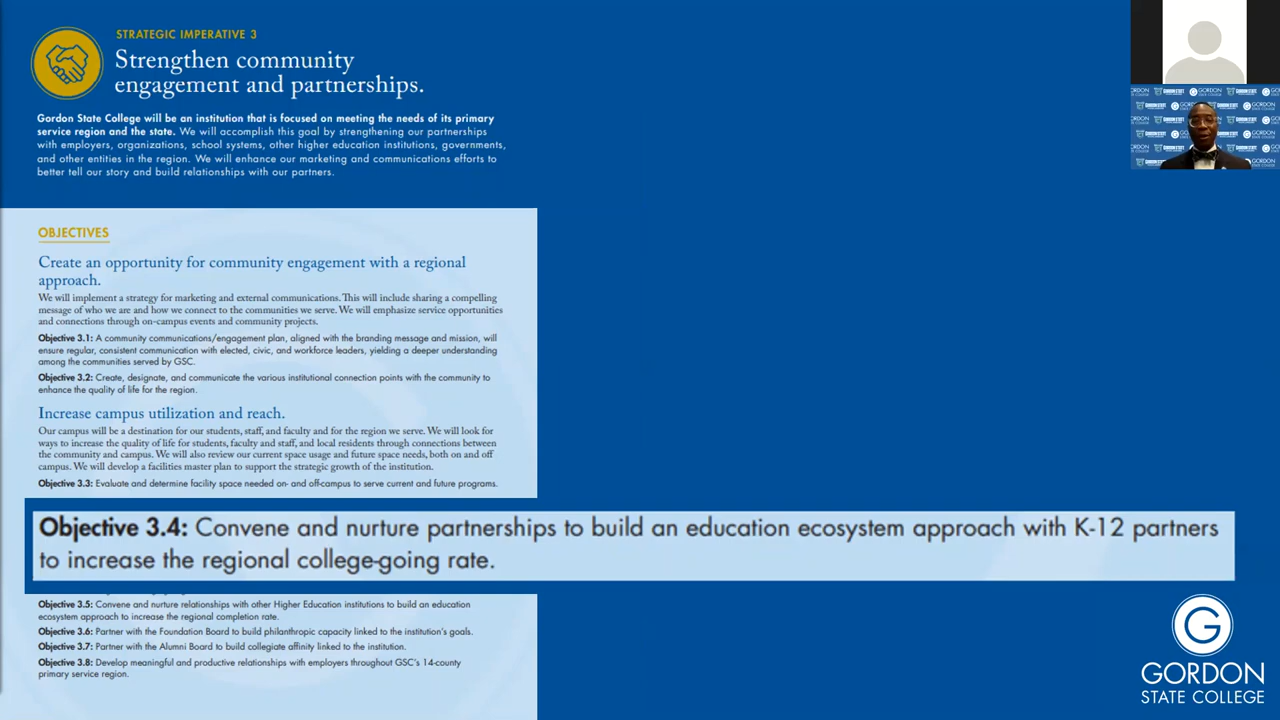 STRATEGIC IMPERATIVE 3
Strengthen community
engagement and partnerships.
Gordon State College will be an institution that is focused on meeting the needs of its primary
service region and the state. We will accomplish this goal by strengthening our partnerships
with employers, organizations, school systems, other higher education institutions, governments,
and other entities in the region. We will enhance our marketing and communications efforts to
better tell our story and build relationships with our partners.
OBJECTIVES
Create an opportunity for community engagement with a regional
approach.
We will implement a strategy for marketing and external communications. This will include sharing a compelling
message of who we are and how we connect to the communities we serve. We will emphasize service opportunities
and connections through on-campus events and community projects.
Objective 3.1: A community communications/engagement plan, aligned with the branding message and mission, will
ensure regular, consistent communication with elected, civic, and workforce leaders, yielding a deeper understanding
among the communities served by GSC.
Objective 3.2: Create, designate, and communicate the various institutional connection points with the community to
enhance the quality of life for the region.
Increase campus utilization and reach.
Our campus will be a destination for our students, staff, and faculty and for the region we serve. We will look for
ways to increase the quality of life for students, faculty and staff, and local residents through connections between
the community and campus. We will also review our current space usage and future space needs, both on and off
campus. We will develop a facilities master plan to support the strategic growth of the institution.
Objective 3.3: Evaluate and determine facility space needed on- and off-campus to serve current and future programs.
Objective 3.4: Convene and nurture partnerships to build an education ecosystem approach with K-12 partners
to increase the regional college-going rate.
Objective 3.5: Convene and nurture relationships with other Higher Education institutions to build an education
ecosystem approach to increase the regional completion rate.
Objective 3.6: Partner with the Foundation Board to build philanthropic capacity linked to the institution's goals.
Objective 3.7: Partner with the Alumni Board to build collegiate affinity linked to the institution.
Objective 3.8: Develop meaningful and productive relationships with employers throughout GSC's 14-county
primary service region.
G
GORDON
STATE COLLEGE